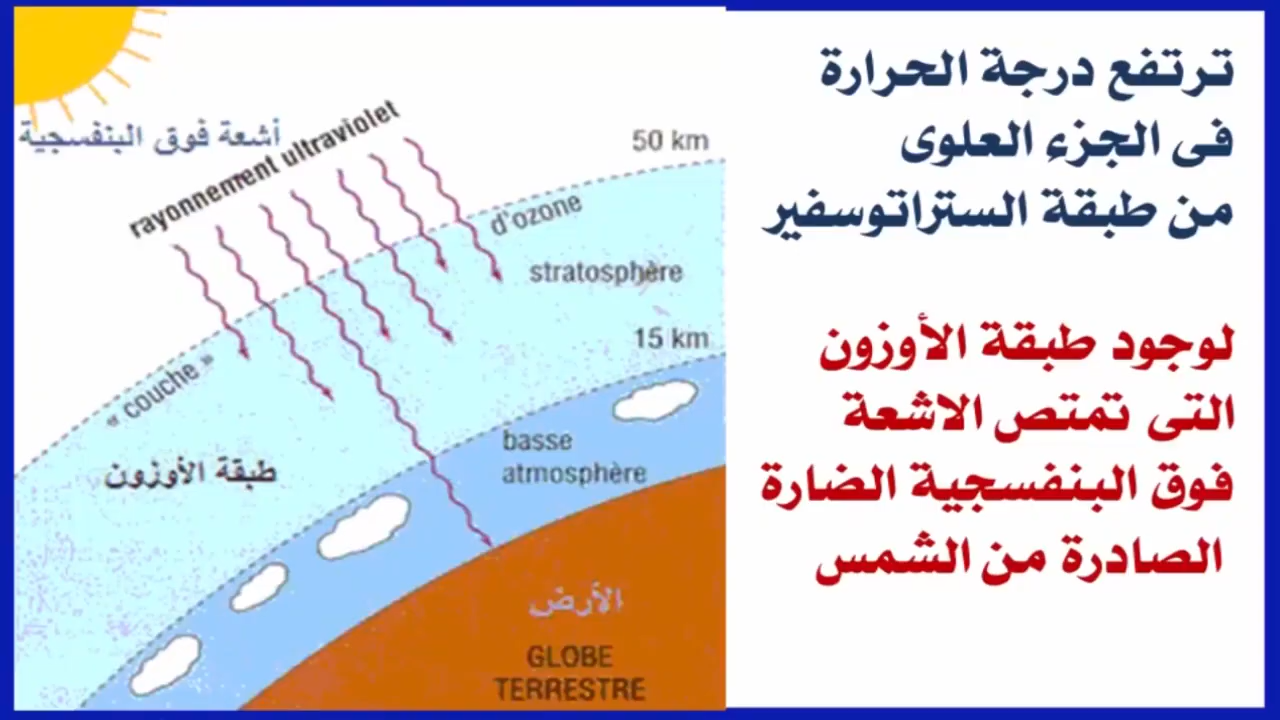 ترتفع درجة الحرارة
فى الجزء العلوى
من طبقة الستراتوسفير
لوجود طبقة الأوزون
التى تمتص الاشعة
فوق البنفسجية الضارة
الصادرة من الشمس
أشعة فوق البنفسجية
rayonnement ultraviolet
50 km
« couche »
d'ozone
stratosphère
15 km
طبقة الأوزون
basse
atmosphère
الأرض
GLOBE
TERRESTRE